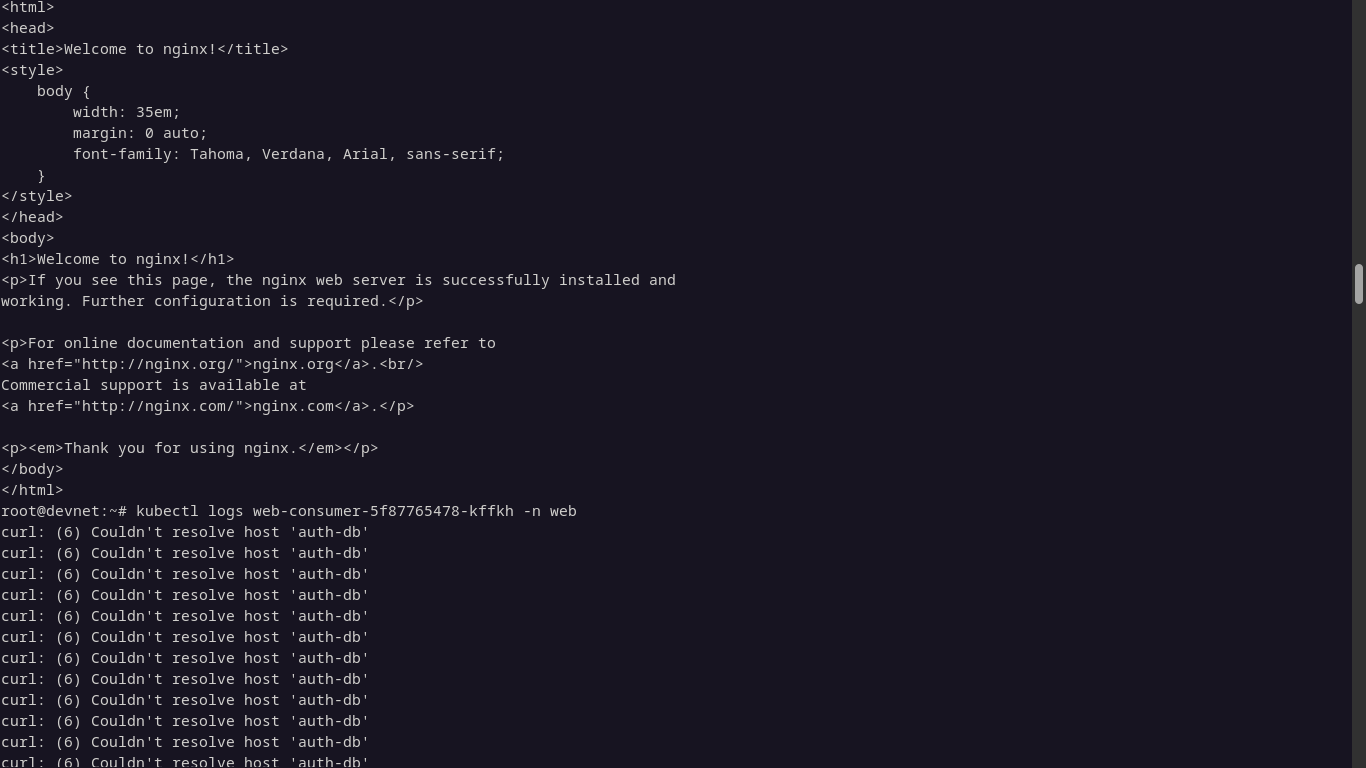 <html>
<head>
<title>Welcome to nginx!</title>
<style>
    body {
        width: 35em;
        margin: 0 auto;
        font-family: Tahoma, Verdana, Arial, sans-serif;
    }
</style>
</head>
<body>
<h1>Welcome to nginx!</h1>
<p>If you see this page, the nginx web server is successfully installed and
working. Further configuration is required.</p>

<p>For online documentation and support please refer to
<a href="http://nginx.org/">nginx.org</a>.<br/>
Commercial support is available at
<a href="http://nginx.com/">nginx.com</a>.</p>

<p><em>Thank you for using nginx.</em></p>
</body>
</html>
root@devnet:~# kubectl logs web-consumer-5f87765478-kffkh -n web
curl: (6) Couldn't resolve host 'auth-db'
curl: (6) Couldn't resolve host 'auth-db'
curl: (6) Couldn't resolve host 'auth-db'
curl: (6) Couldn't resolve host 'auth-db'
curl: (6) Couldn't resolve host 'auth-db'
curl: (6) Couldn't resolve host 'auth-db'
curl: (6) Couldn't resolve host 'auth-db'
curl: (6) Couldn't resolve host 'auth-db'
curl: (6) Couldn't resolve host 'auth-db'
curl: (6) Couldn't resolve host 'auth-db'
curl: (6) Couldn't resolve host 'auth-db'
curl: (6) Couldn't resolve host 'auth-db'